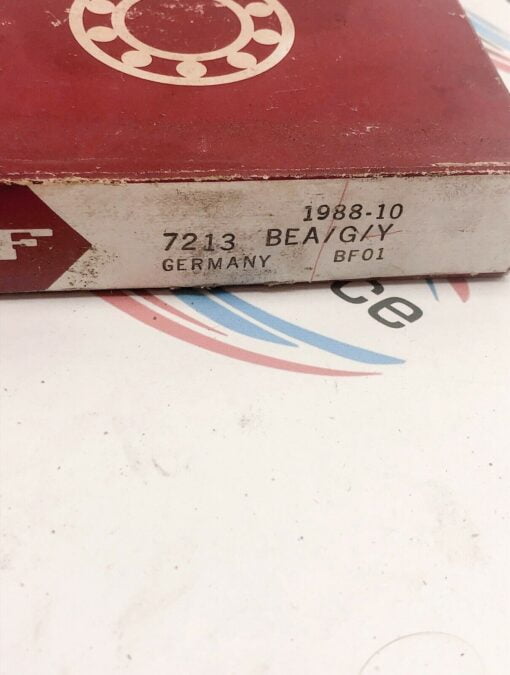 F
1988-10
7213 BEA/G/Y
GERMANY BF01
ce